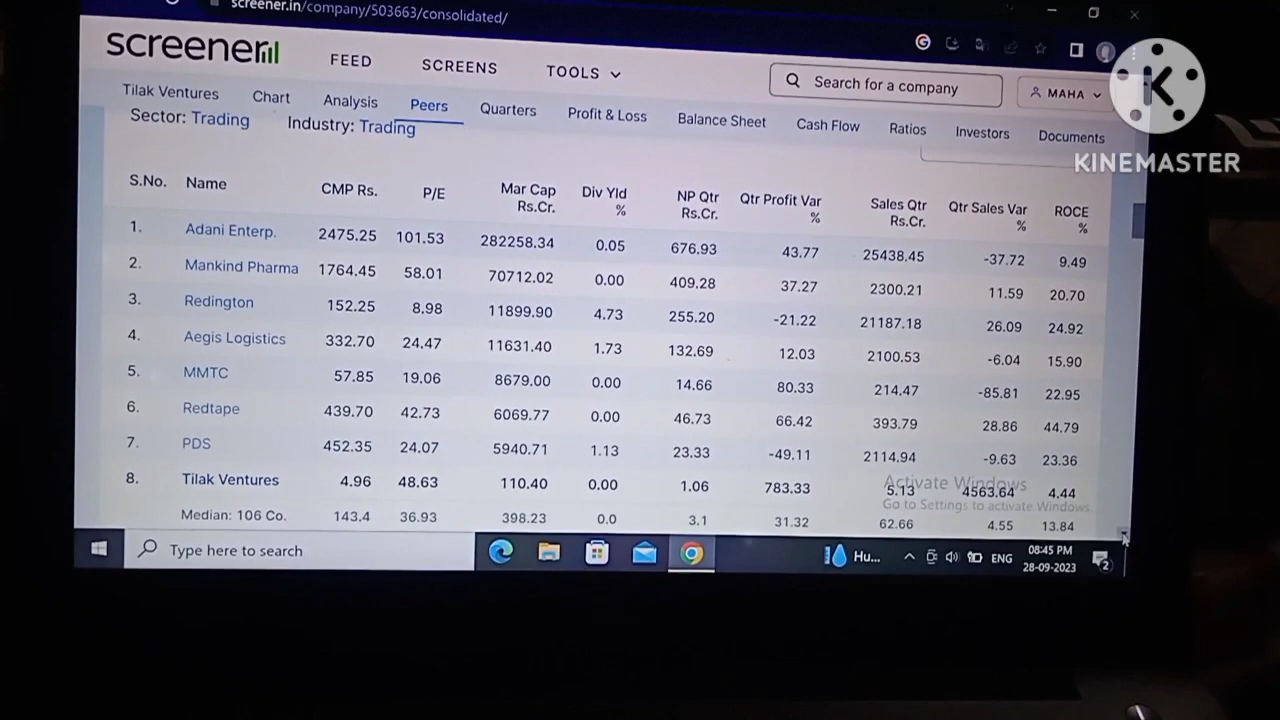 screener.in/company/503663/consolidated/
screener FEED SCREENS TOOLS Search for a company MAHA
K
KINEMASTER
Tilak Ventures Chart Analysis Peers Quarters Profit & Loss Balance Sheet Cash Flow Ratios Investors Documents
Sector: Trading Industry: Trading
S.No. Name CMP Rs. P/E Mar Cap Rs.Cr. Div Yld % NP Qtr Rs.Cr. Qtr Profit Var % Sales Qtr Rs.Cr. Qtr Sales Var % ROCE %
1. Adani Enterp. 2475.25 101.53 282258.34 0.05 676.93 43.77 25438.45 -37.72 9.49
2. Mankind Pharma 1764.45 58.01 70712.02 0.00 409.28 37.27 2300.21 11.59 20.70
3. Redington 152.25 8.98 11899.90 4.73 255.20 -21.22 21187.18 26.09 24.92
4. Aegis Logistics 332.70 24.47 11631.40 1.73 132.69 12.03 2100.53 -6.04 15.90
5. MMTC 57.85 19.06 8679.00 0.00 14.66 80.33 214.47 -85.81 22.95
6. Redtape 439.70 42.73 6069.77 0.00 46.73 66.42 393.79 28.86 44.79
7. PDS 452.35 24.07 5940.71 1.13 23.33 -49.11 2114.94 -9.63 23.36
8. Tilak Ventures 4.96 48.63 110.40 0.00 1.06 783.33 5.13 4563.64 4.44
Median: 106 Co. 143.4 36.93 398.23 0.0 3.1 31.32 62.66 4.55 13.84
Activate Windows
Go to Settings to activate Windows.
Type here to search Hu... ENG 08:45 PM
28-09-2023 2